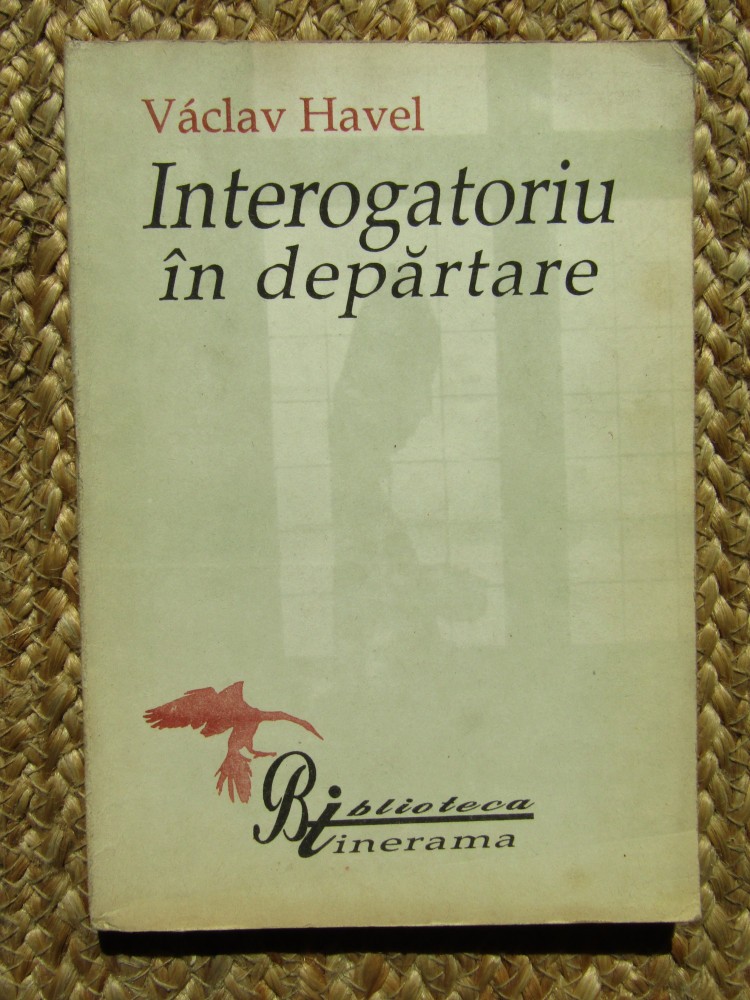 Václav Havel
Interogatoriu
în depărtare
Biblioteca
tinerama